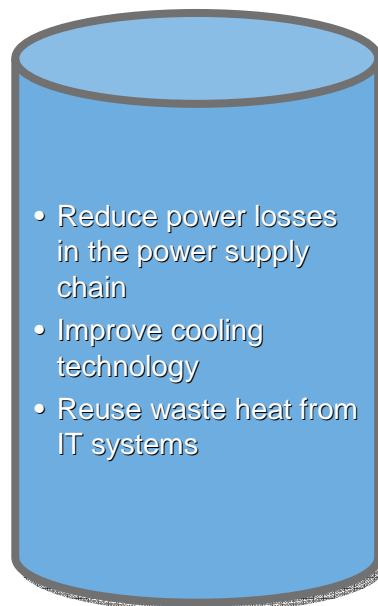 • Reduce power losses
in the power supply
chain
• Improve cooling
technology
• Reuse waste heat from
IT systems